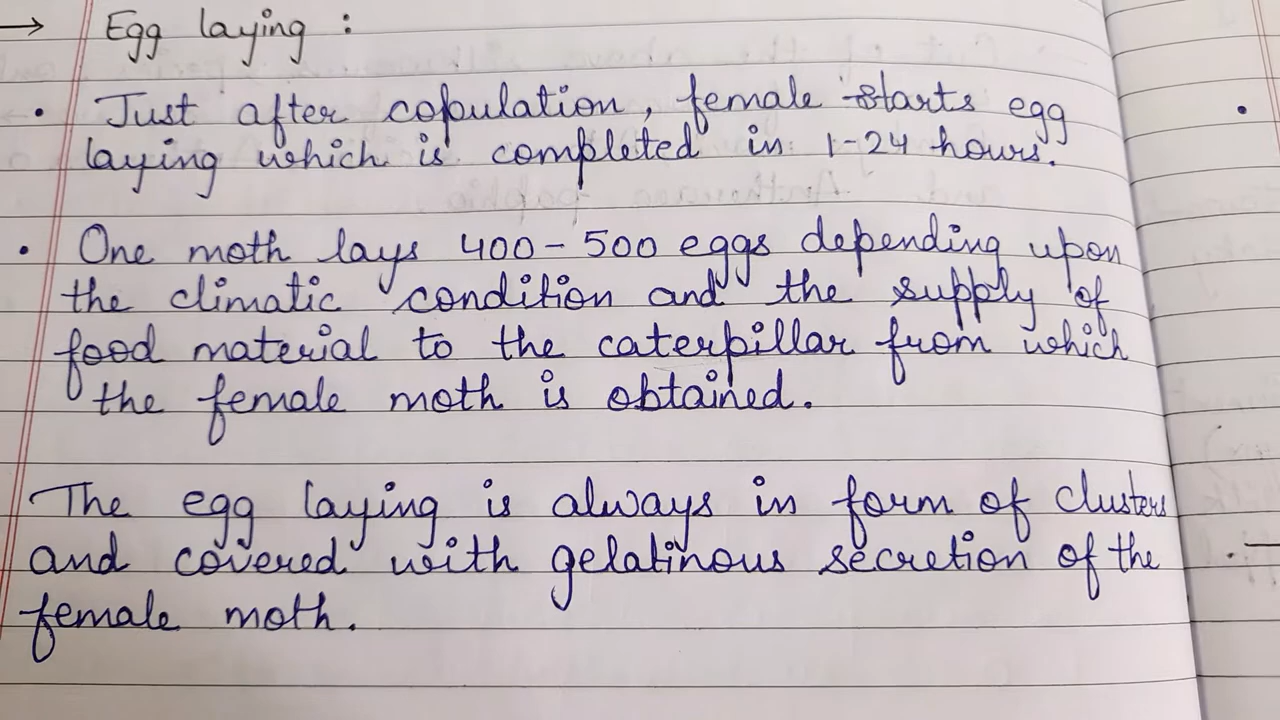 → Egg laying :
• Just after copulation, female starts egg
laying which is completed in 1-24 hours.
• One moth lays 400 - 500 eggs depending upon
the climatic condition and the supply of
food material to the caterpillar from which
the female moth is obtained.
The egg laying is always in form of clusters
and covered with gelatinous secretion of the
female moth.